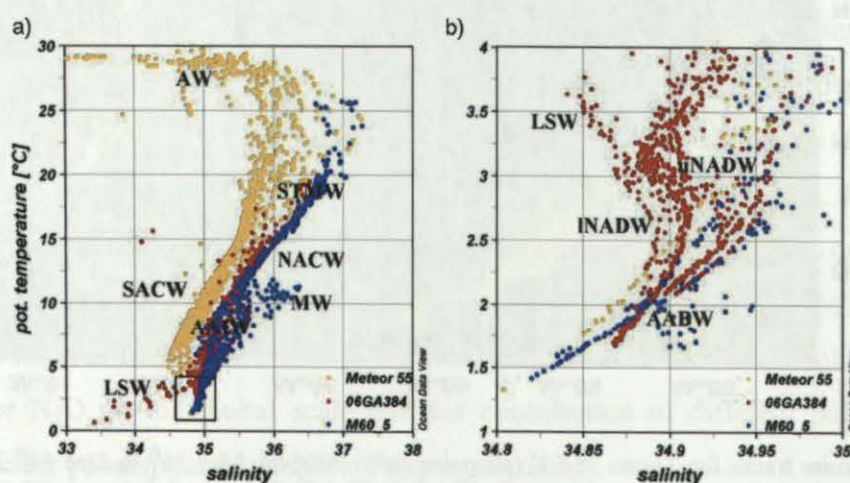 a)
30
25
20
15
10
5
0
pot. temperature [°C]
33 34 35 36 37 38
salinity
AW
STMW
NACW
SACW
MW
LSW
Meteor 55
06GA384
M60_5
Ocean Data View
b)
4
3.5
3
2.5
2
1.5
1
34.8 34.85 34.9 34.95
salinity
LSW
uNADW
lNADW
AABW
Meteor 55
06GA384
M60_5